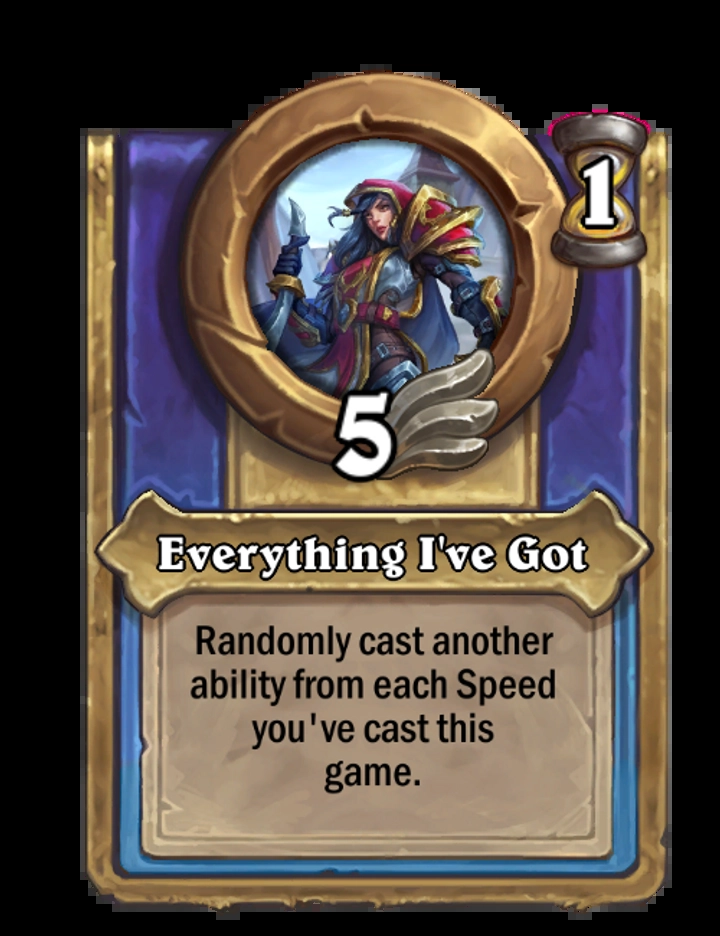 1
5
Everything I've Got
Randomly cast another
ability from each Speed
you've cast this
game.